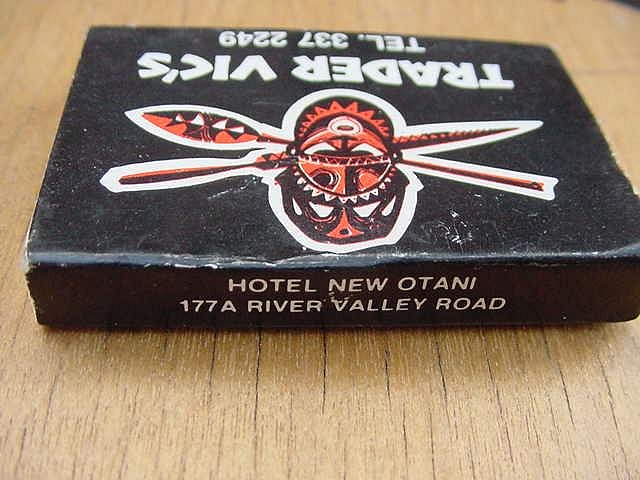 TRADER VIC'S
TEL. 337 2249
HOTEL NEW OTANI
177A RIVER VALLEY ROAD